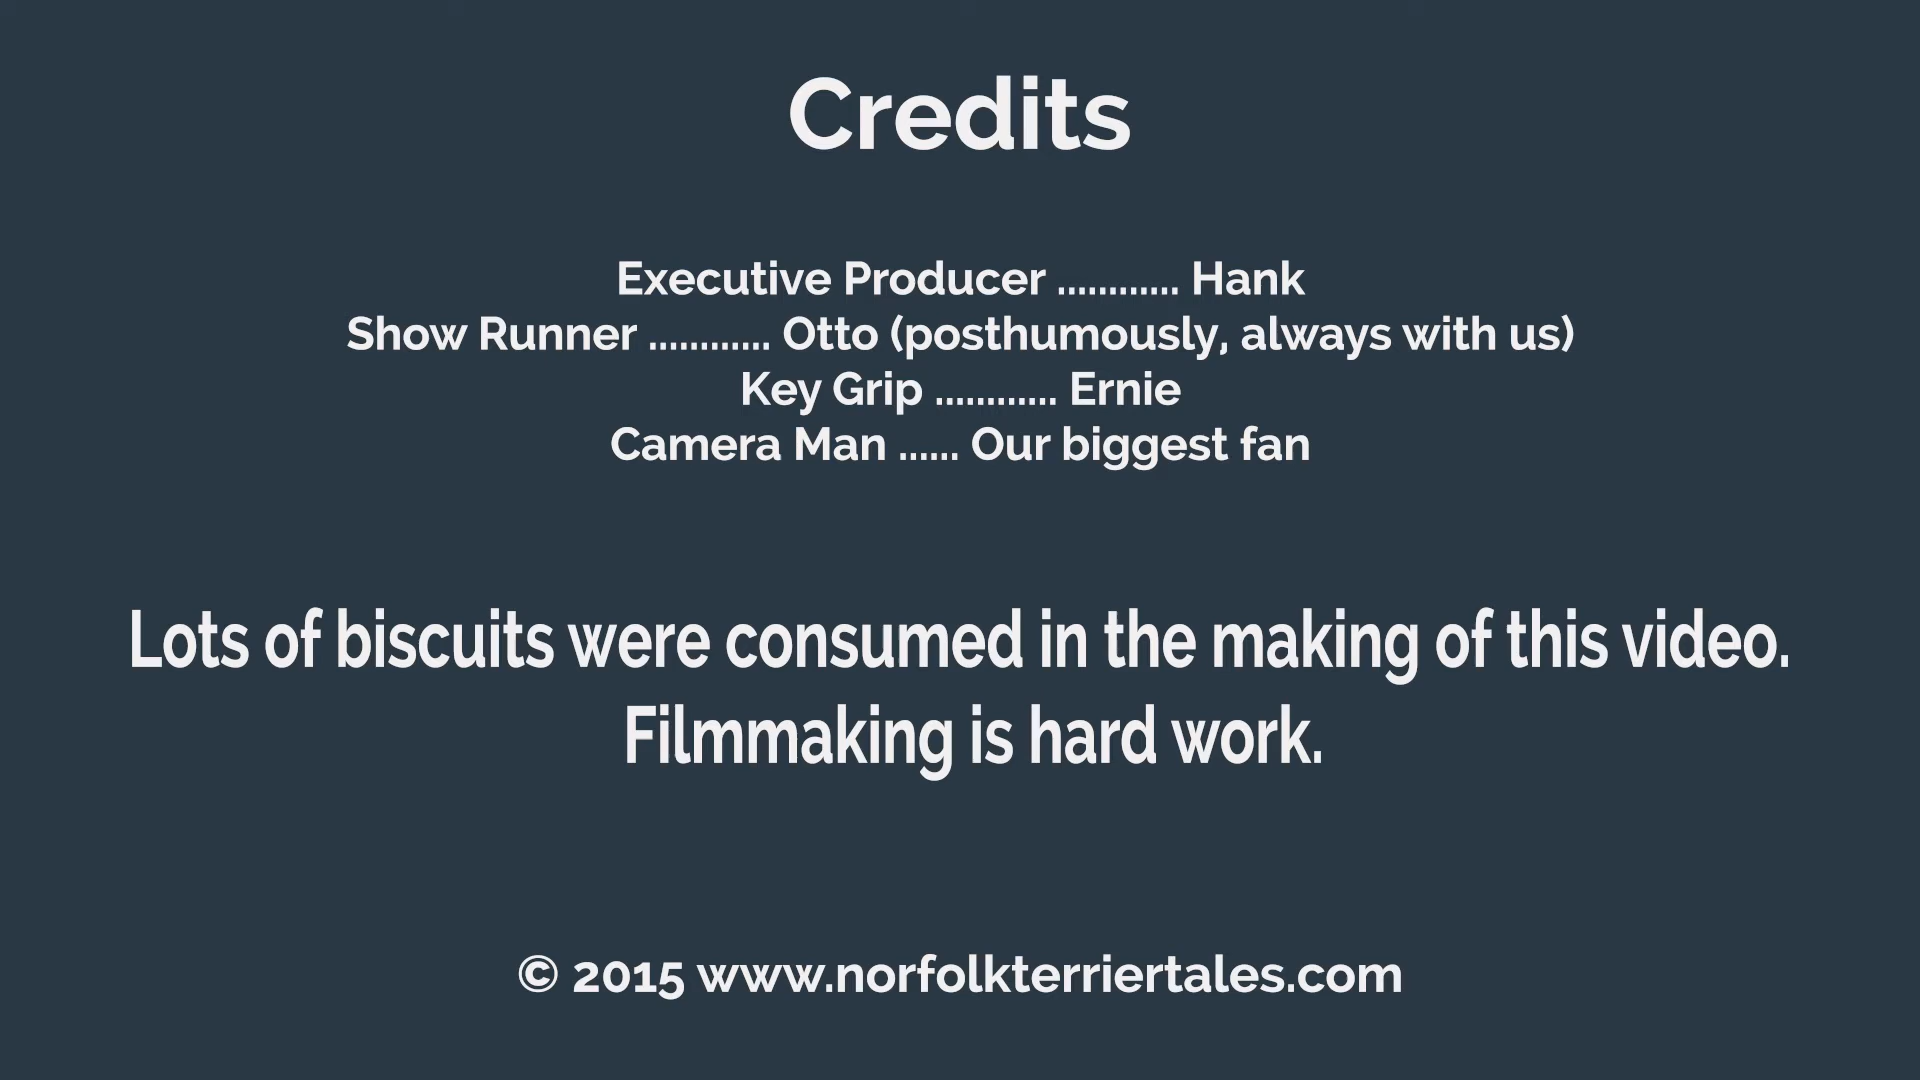 Credits
Executive Producer ............ Hank
Show Runner ............ Otto (posthumously, always with us)
Key Grip ............ Ernie
Camera Man ...... Our biggest fan
Lots of biscuits were consumed in the making of this video.
Filmmaking is hard work.
© 2015 www.norfolkterriertales.com